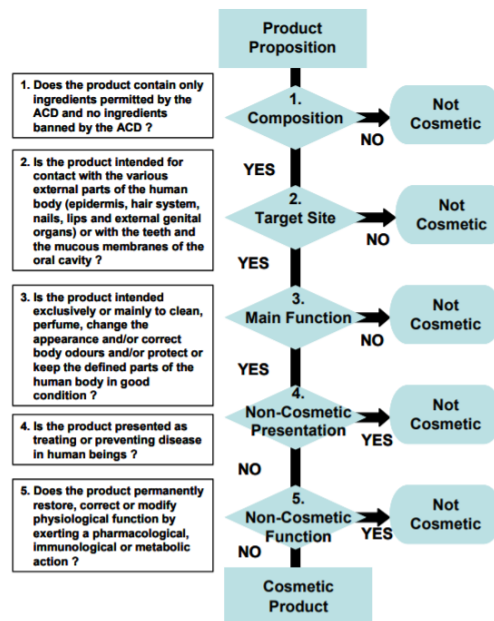 Product
Proposition
1. Does the product contain only
ingredients permitted by the
ACD and no ingredients
banned by the ACD ?
1.
Composition
NO
Not
Cosmetic
YES
2. Is the product intended for
contact with the various
external parts of the human
body (epidermis, hair system,
nails, lips and external genital
organs) or with the teeth and
the mucous membranes of the
oral cavity ?
2.
Target Site
NO
Not
Cosmetic
YES
3. Is the product intended
exclusively or mainly to clean,
perfume, change the
appearance and/or correct
body odours and/or protect or
keep the defined parts of the
human body in good
condition ?
3.
Main Function
NO
Not
Cosmetic
YES
4. Is the product presented as
treating or preventing disease
in human beings ?
4.
Non-Cosmetic
Presentation
YES
Not
Cosmetic
NO
5. Does the product permanently
restore, correct or modify
physiological function by
exerting a pharmacological,
immunological or metabolic
action ?
5.
Non-Cosmetic
Function
YES
Not
Cosmetic
NO
Cosmetic
Product